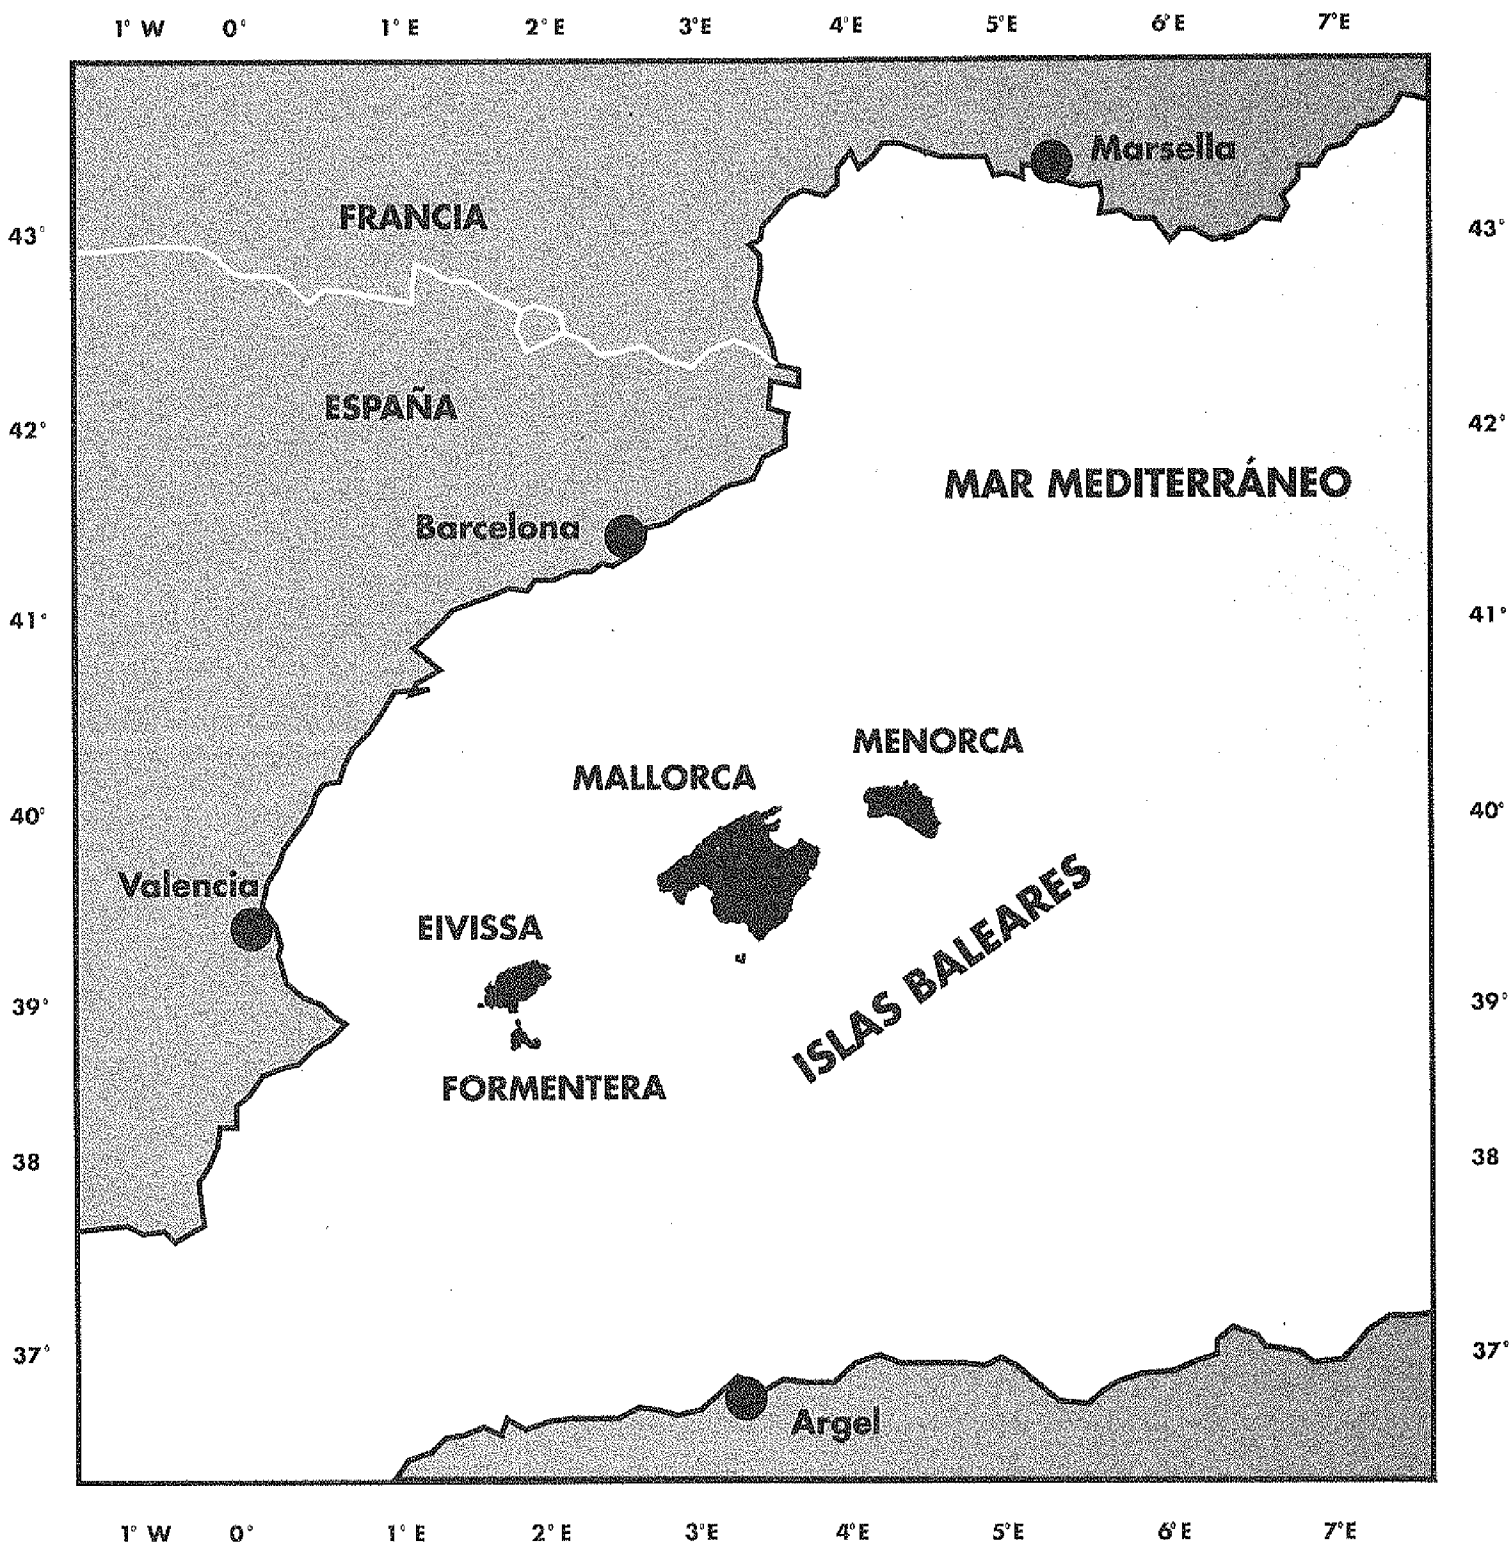 1° W 0° 1° E 2° E 3°E 4°E 5°E 6°E 7°E
Marsella
FRANCIA
43° 43°
ESPAÑA
42° 42°
MAR MEDITERRÁNEO
Barcelona
41° 41°
MENORCA
MALLORCA
40° 40°
Valencia
EIVISSA
ISLAS BALEARES
39° 39°
FORMENTERA
38 38
37° 37°
Argel
1° W 0° 1° E 2° E 3°E 4°E 5°E 6°E 7°E